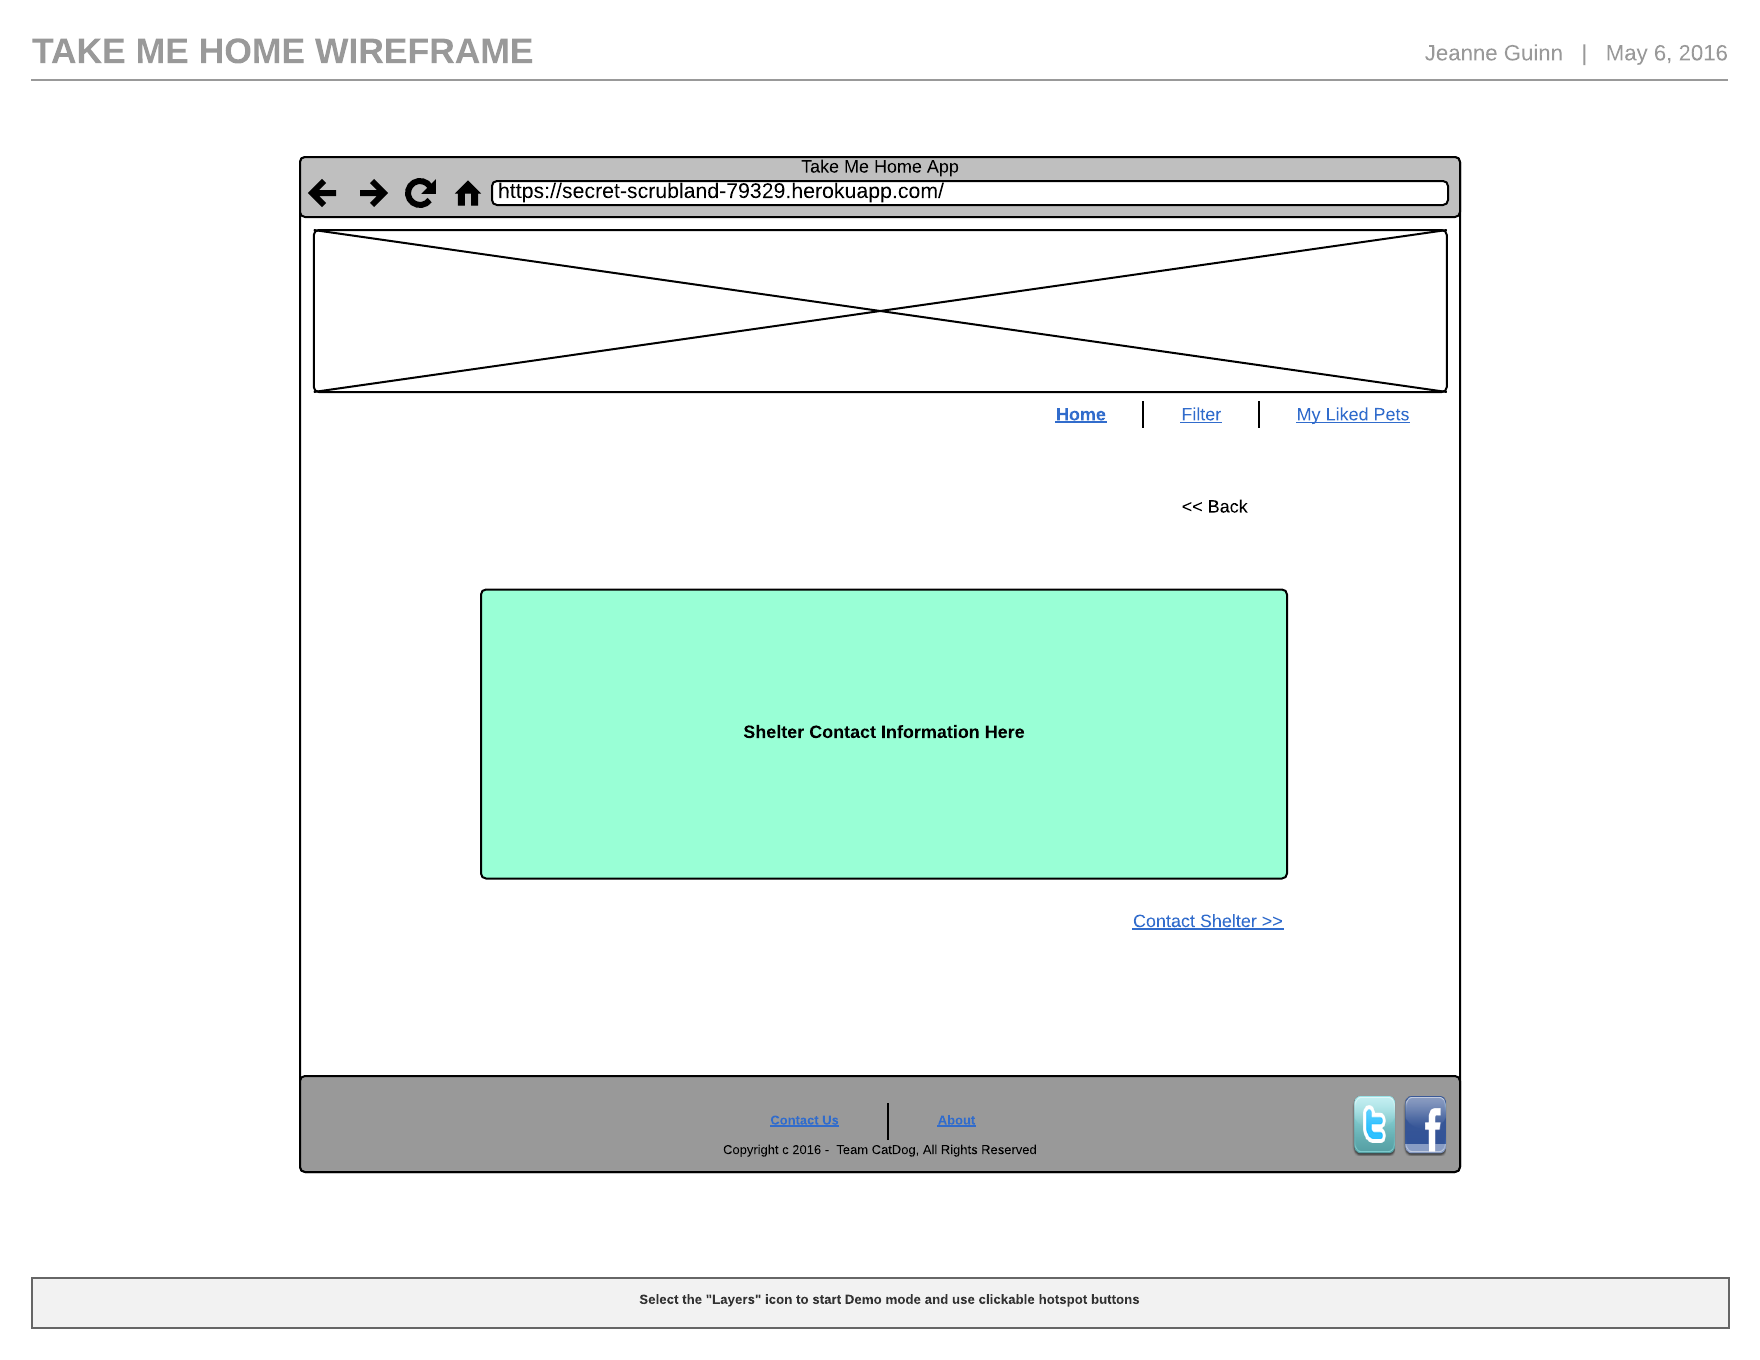 TAKE ME HOME WIREFRAME
Jeanne Guinn | May 6, 2016
Take Me Home App
https://secret-scrubland-79329.herokuapp.com/
Home | Filter | My Liked Pets
<< Back
Shelter Contact Information Here
Contact Shelter >>
Contact Us | About
Copyright c 2016 - Team CatDog, All Rights Reserved
Select the "Layers" icon to start Demo mode and use clickable hotspot buttons